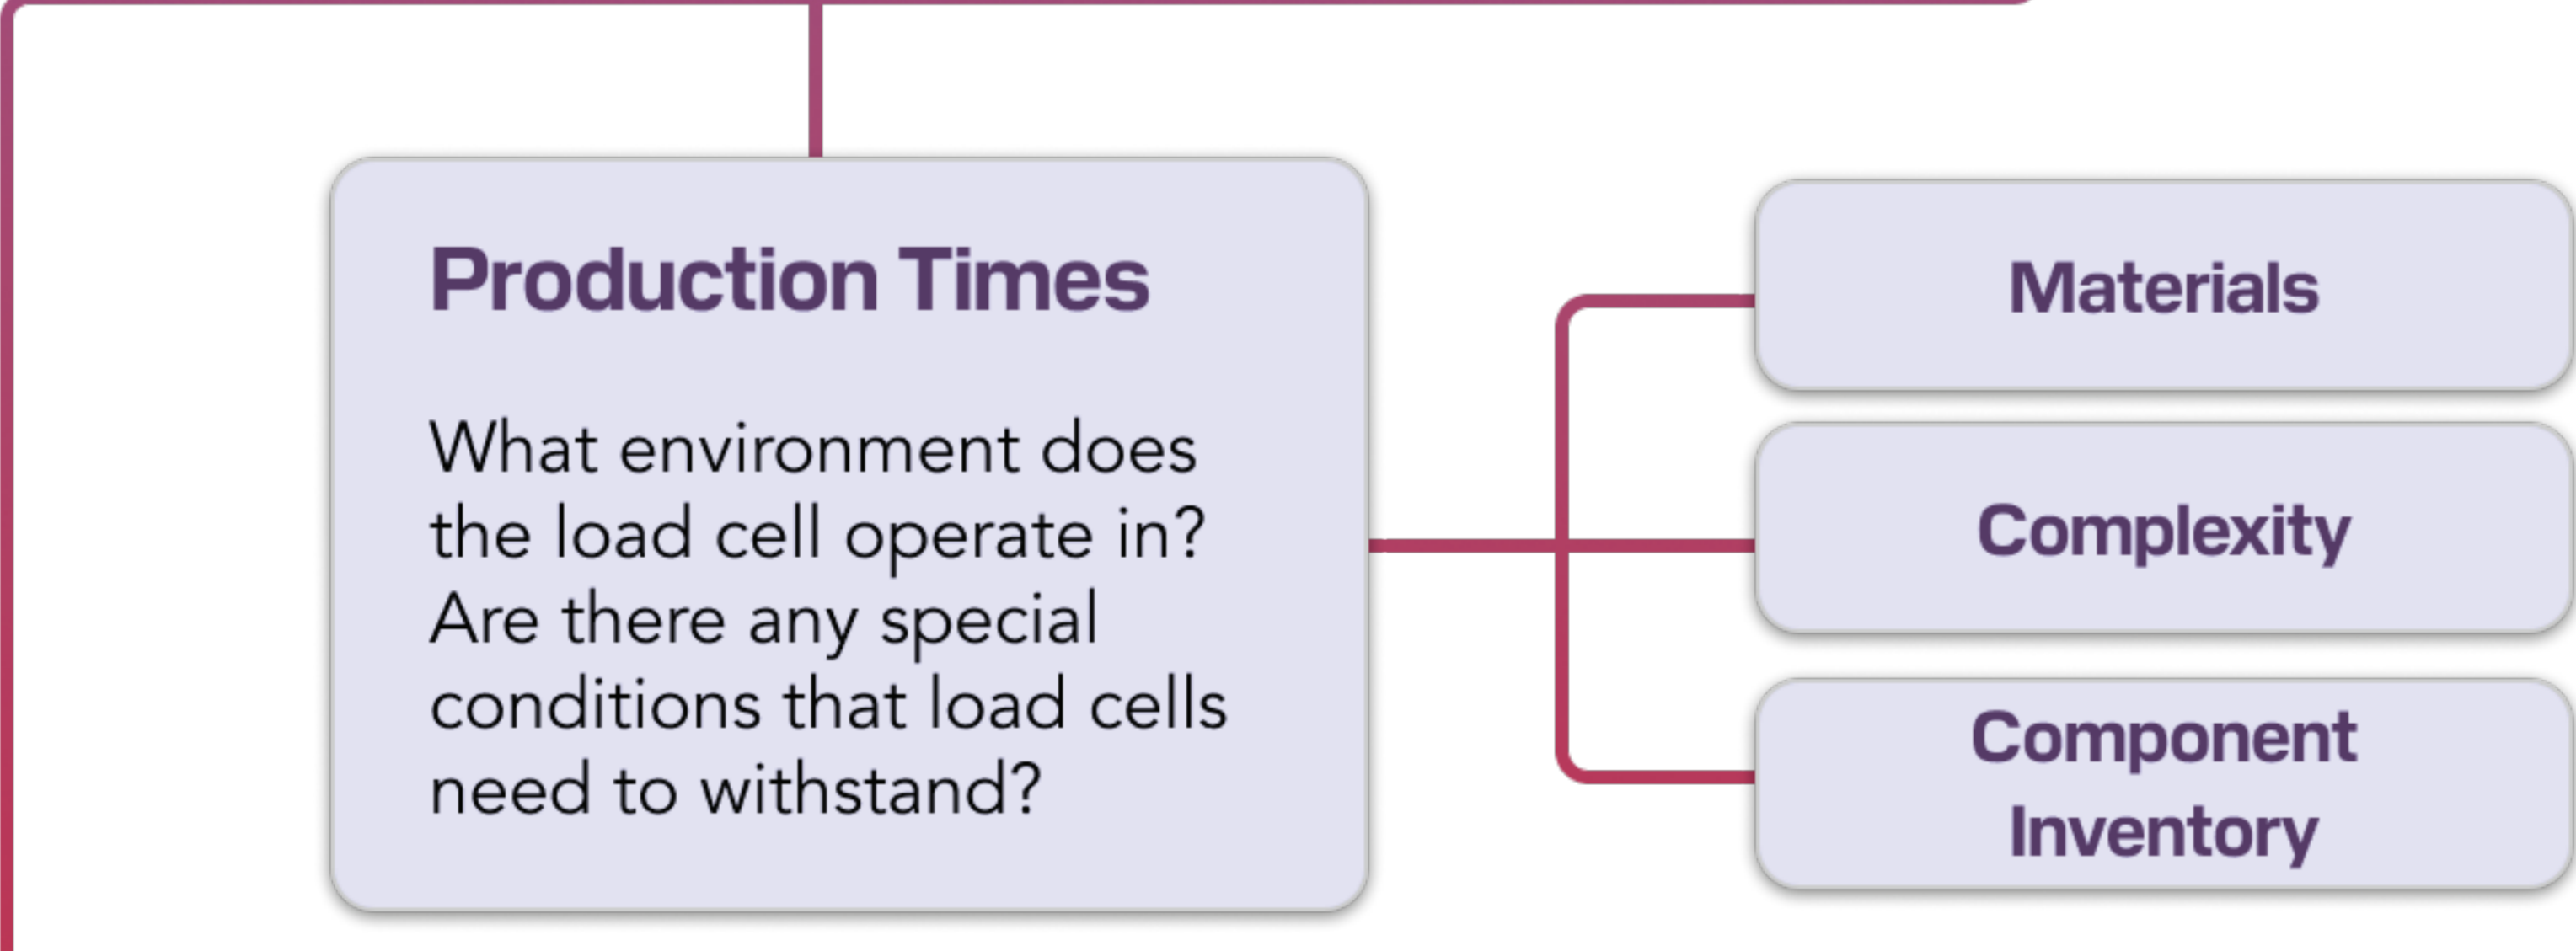 Production Times
What environment does
the load cell operate in?
Are there any special
conditions that load cells
need to withstand?
Materials
Complexity
Component
Inventory